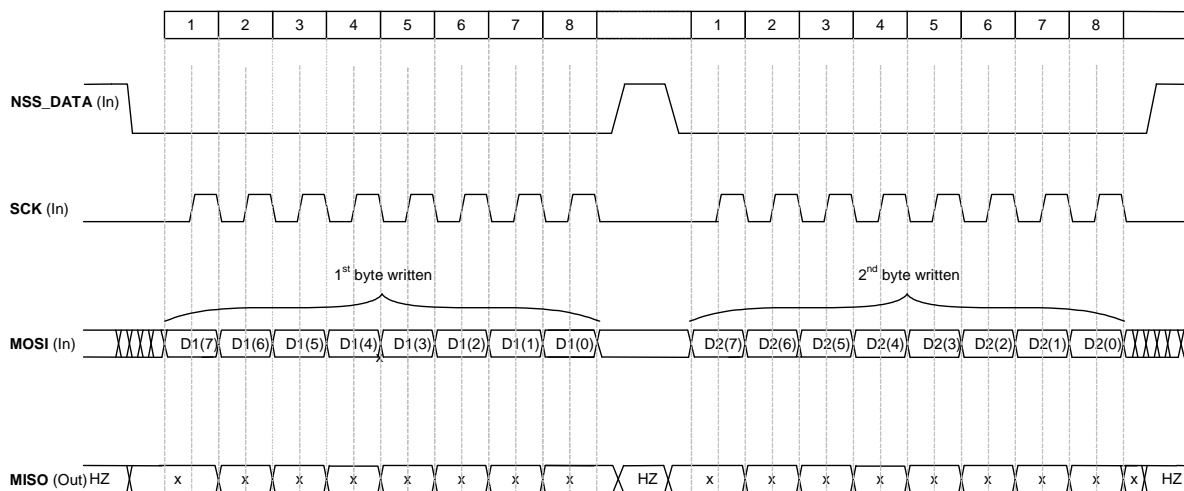 1 2 3 4 5 6 7 8 1 2 3 4 5 6 7 8
NSS_DATA (In)
SCK (In)
1st byte written 2nd byte written
MOSI (In) D1(7) D1(6) D1(5) D1(4) D1(3) D1(2) D1(1) D1(0) D2(7) D2(6) D2(5) D2(4) D2(3) D2(2) D2(1) D2(0)
MISO (Out) HZ x x x x x x x x HZ x x x x x x x x x HZ